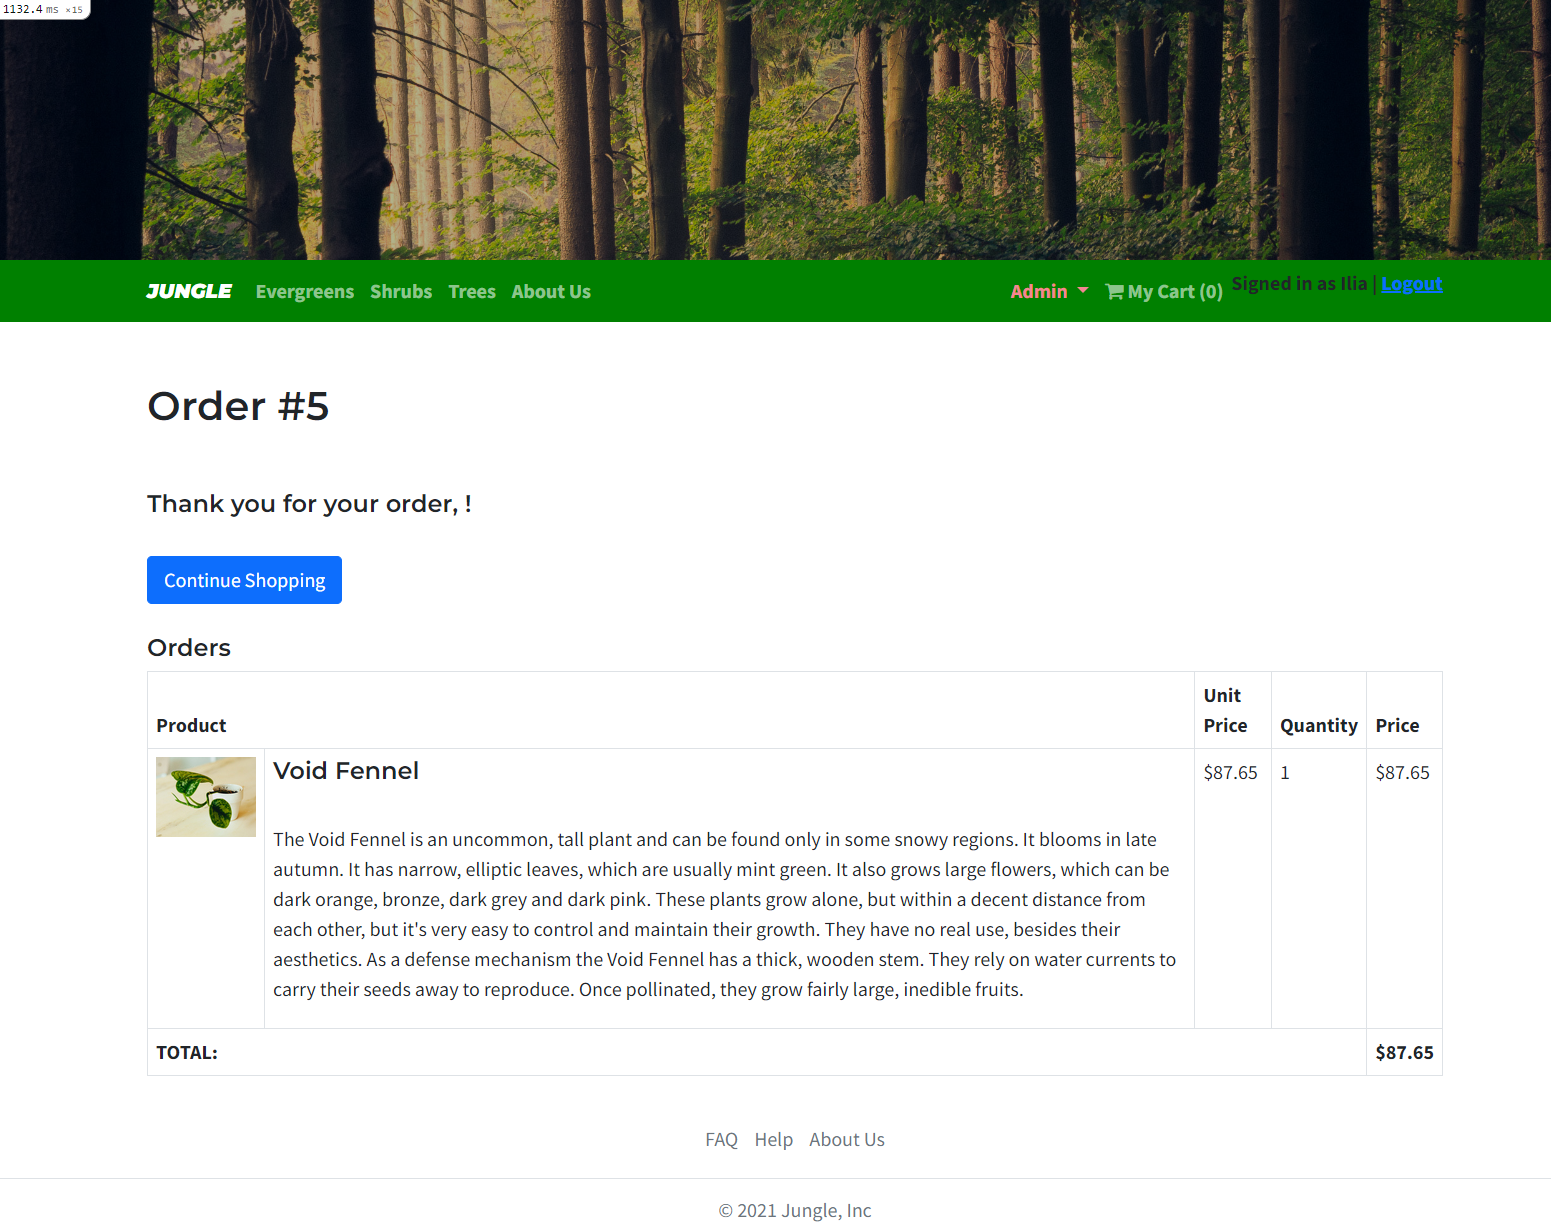 1132.4 ms ×15
JUNGLE Evergreens Shrubs Trees About Us Admin My Cart (0) Signed in as Ilia | Logout
Order #5
Thank you for your order, !
Continue Shopping
Orders
Product Unit Price Quantity Price
Void Fennel $87.65 1 $87.65
The Void Fennel is an uncommon, tall plant and can be found only in some snowy regions. It blooms in late
autumn. It has narrow, elliptic leaves, which are usually mint green. It also grows large flowers, which can be
dark orange, bronze, dark grey and dark pink. These plants grow alone, but within a decent distance from
each other, but it's very easy to control and maintain their growth. They have no real use, besides their
aesthetics. As a defense mechanism the Void Fennel has a thick, wooden stem. They rely on water currents to
carry their seeds away to reproduce. Once pollinated, they grow fairly large, inedible fruits.
TOTAL: $87.65
FAQ Help About Us
© 2021 Jungle, Inc